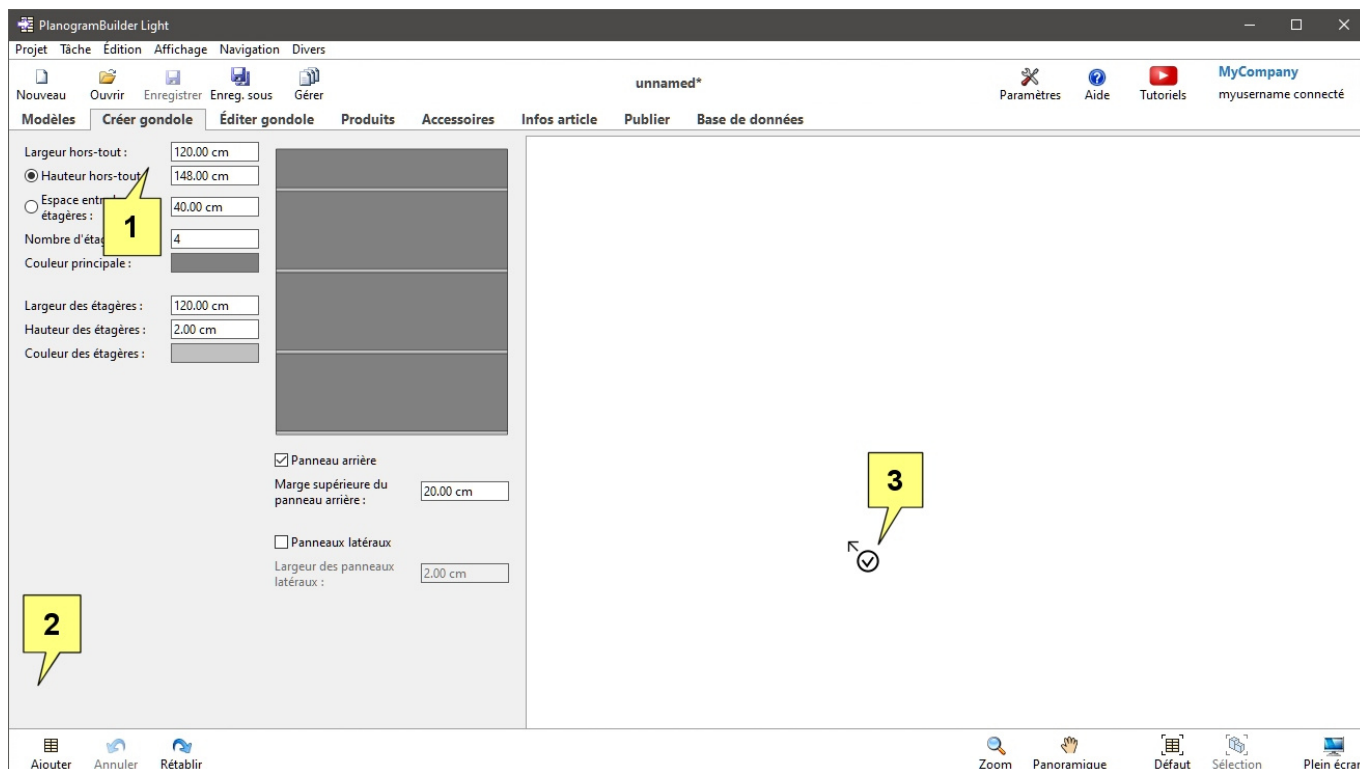 PlanogramBuilder Light
Projet Tâche Édition Affichage Navigation Divers
Nouveau Ouvrir Enregistrer Enreg. sous Gérer
unnamed*
Paramètres Aide Tutoriels
MyCompany
myusername connecté
Modèles Créer gondole Éditer gondole Produits Accessoires Infos article Publier Base de données
Largeur hors-tout : 120.00 cm
Hauteur hors-tout 148.00 cm
Espace
étagères : 40.00 cm
1
Nombre 4
Couleur principale :
Largeur des étagères : 120.00 cm
Hauteur des étagères : 2.00 cm
Couleur des étagères :
Panneau arrière
Marge supérieure du
panneau arrière : 20.00 cm
3
Panneaux latéraux
Largeur des panneaux
latéraux : 2.00 cm
2
Ajouter Annuler Rétablir
Zoom Panoramique Défaut Sélection Plein écran